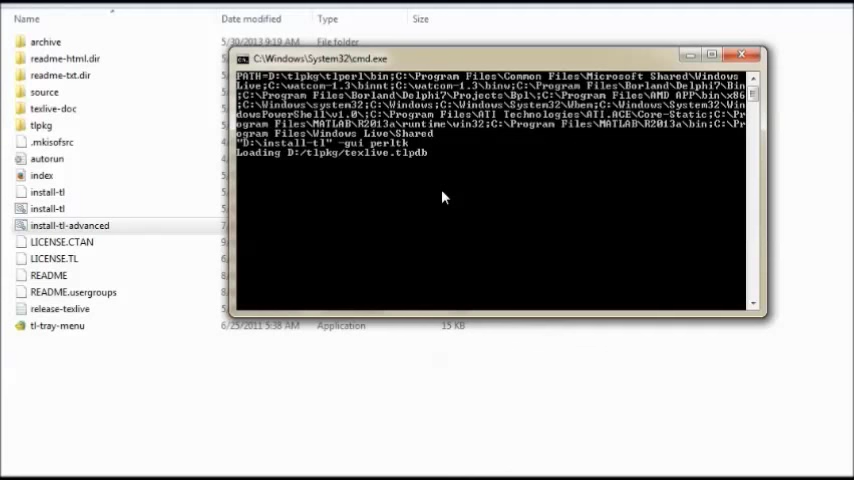 Name Date modified Type Size
archive 5/30/2013 9:19 AM File folder
readme-html.dir
readme-txt.dir
source
texlive-doc
tlpkg
.mkisofsrc
autorun
index
install-tl
install-tl
install-tl-advanced
LICENSE.CTAN
LICENSE.TL
README
README.usergroups
release-texlive
tl-tray-menu 6/25/2011 5:38 AM Application 15 KB
C:\Windows\System32\cmd.exe
PATH=D:\tlpkg\tlperl\bin;C:\Program Files\Common Files\Microsoft Shared\Windows
Live;C:\watcom-1.3\binnt;C:\watcom-1.3\binw;C:\Program Files\Borland\Delphi7\Bin
;C:\Program Files\Borland\Delphi7\Projects\Bpl\;C:\Program Files\AMD APP\bin\x86
;C:\Windows\system32;C:\Windows;C:\Windows\System32\Wbem;C:\Windows\System32\Win
dowsPowerShell\v1.0\;C:\Program Files\ATI Technologies\ATI.ACE\Core-Static;C:\Pr
ogram Files\MATLAB\R2013a\runtime\win32;C:\Program Files\MATLAB\R2013a\bin;C:\Pr
ogram Files\Windows Live\Shared
"D:\install-tl" -gui perltk
Loading D:/tlpkg/texlive.tlpdb